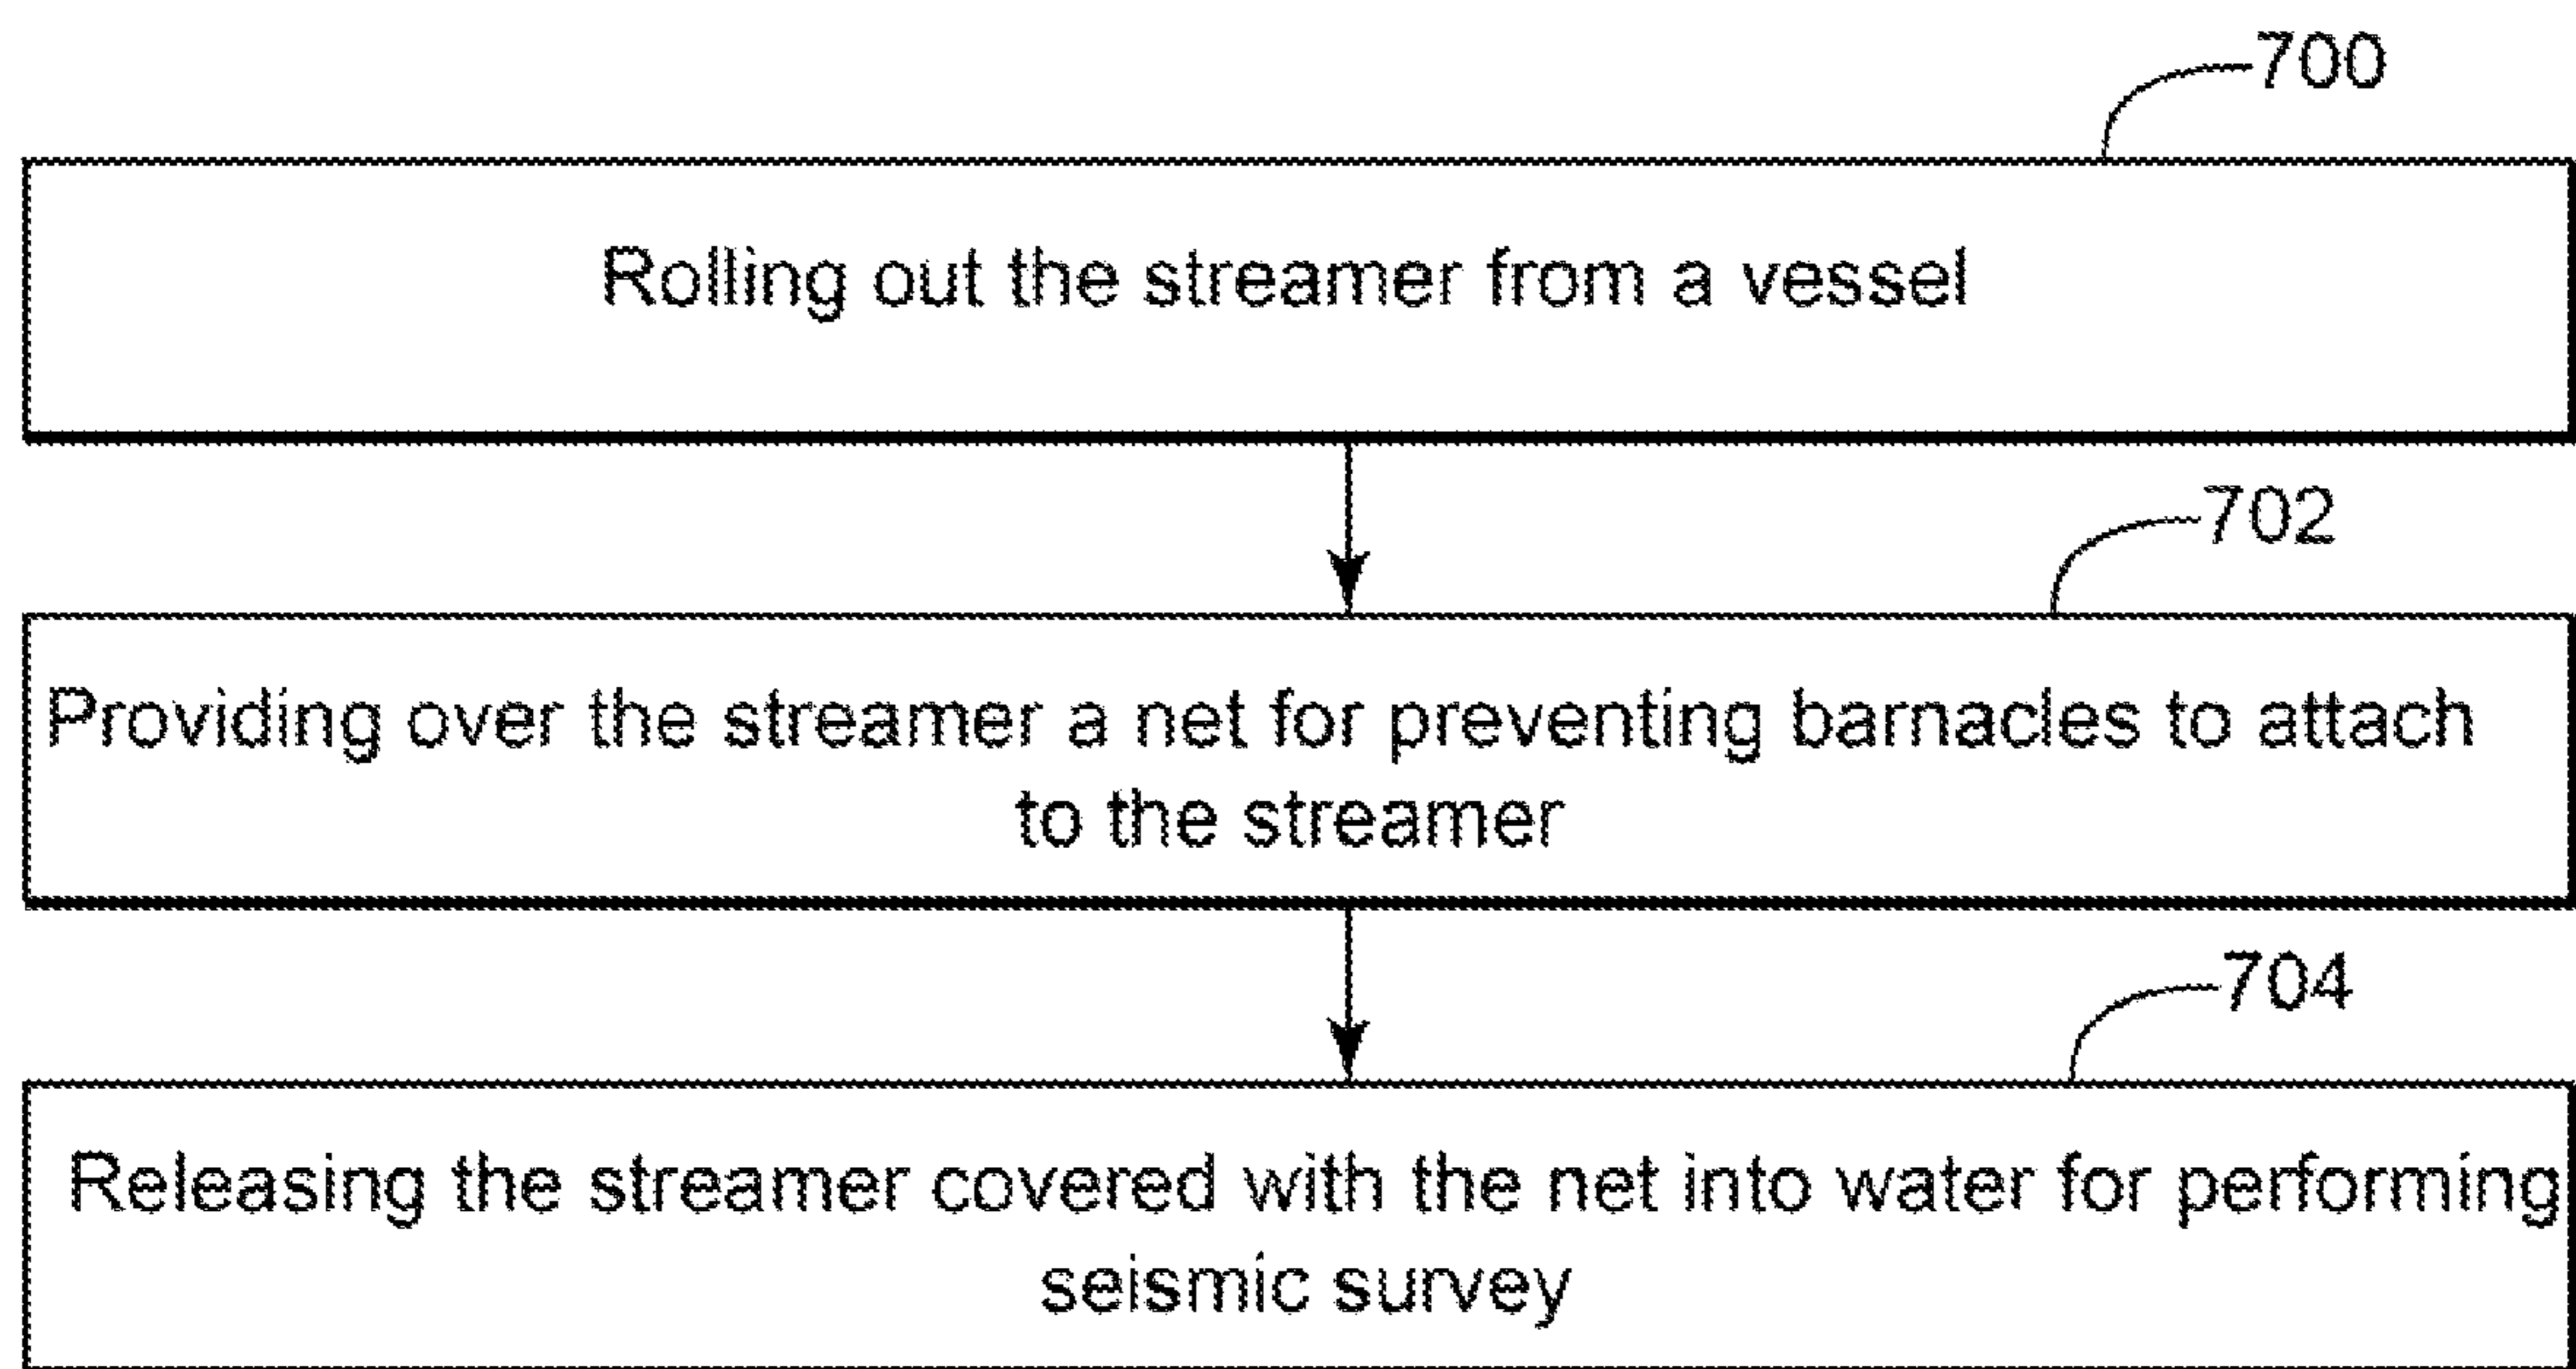 700
Rolling out the streamer from a vessel
702
Providing over the streamer a net for preventing barnacles to attach
to the streamer
704
Releasing the streamer covered with the net into water for performing
seismic survey